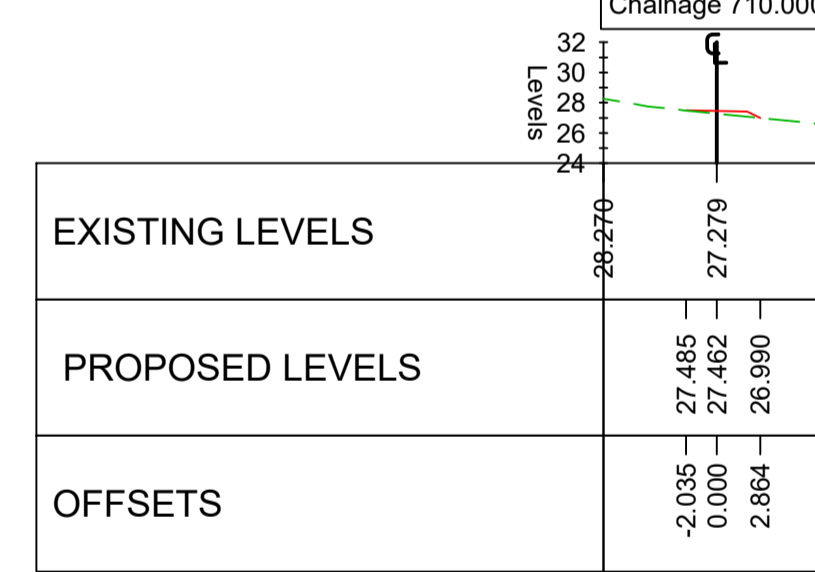 Chainage 710.000
CL
32
30
28
26
24
Levels
EXISTING LEVELS
28.270
27.279
PROPOSED LEVELS
27.485
27.462
26.990
OFFSETS
-2.035
0.000
2.864